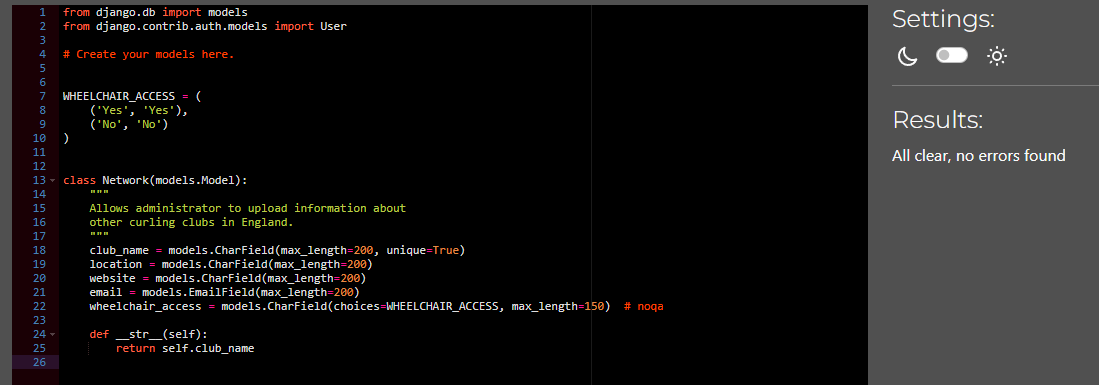 1 from django.db import models
2 from django.contrib.auth.models import User
3
4 # Create your models here.
5
6
7 WHEELCHAIR_ACCESS = (
8     ('Yes', 'Yes'),
9     ('No', 'No')
10 )
11
12
13 class Network(models.Model):
14     """
15     Allows administrator to upload information about
16     other curling clubs in England.
17     """
18     club_name = models.CharField(max_length=200, unique=True)
19     location = models.CharField(max_length=200)
20     website = models.CharField(max_length=200)
21     email = models.EmailField(max_length=200)
22     wheelchair_access = models.CharField(choices=WHEELCHAIR_ACCESS, max_length=150)  # noqa
23
24     def __str__(self):
25         return self.club_name
26
Settings:
Results:
All clear, no errors found